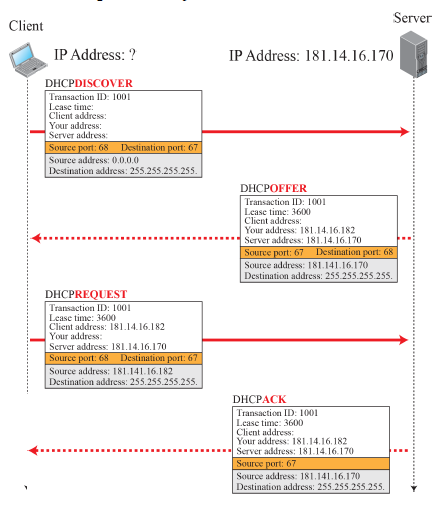 Client
Server
IP Address: ?
IP Address: 181.14.16.170
DHCPDISCOVER
Transaction ID: 1001
Lease time:
Client address:
Your address:
Server address:
Source port: 68 Destination port: 67
Source address: 0.0.0.0
Destination address: 255.255.255.255.
DHCPOFFER
Transaction ID: 1001
Lease time: 3600
Client address:
Your address: 181.14.16.182
Server address: 181.14.16.170
Source port: 67 Destination port: 68
Source address: 181.141.16.170
Destination address: 255.255.255.255.
DHCPREQUEST
Transaction ID: 1001
Lease time: 3600
Client address: 181.14.16.182
Your address:
Server address: 181.14.16.170
Source port: 68 Destination port: 67
Source address: 181.141.16.182
Destination address: 255.255.255.255.
DHCPACK
Transaction ID: 1001
Lease time: 3600
Client address:
Your address: 181.14.16.182
Server address: 181.14.16.170
Source port: 67
Source address: 181.141.16.170
Destination address: 255.255.255.255.